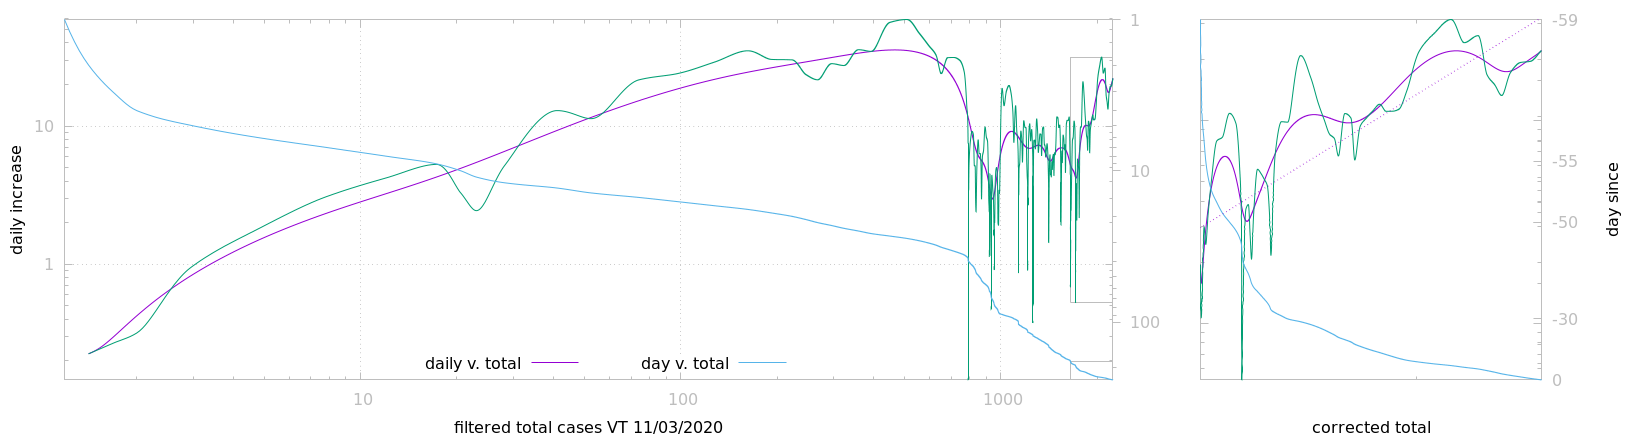 1
-59
10
daily increase
10
-55
day since
-50
1
100
-30
daily v. total
day v. total
0
10
100
1000
filtered total cases VT 11/03/2020
corrected total